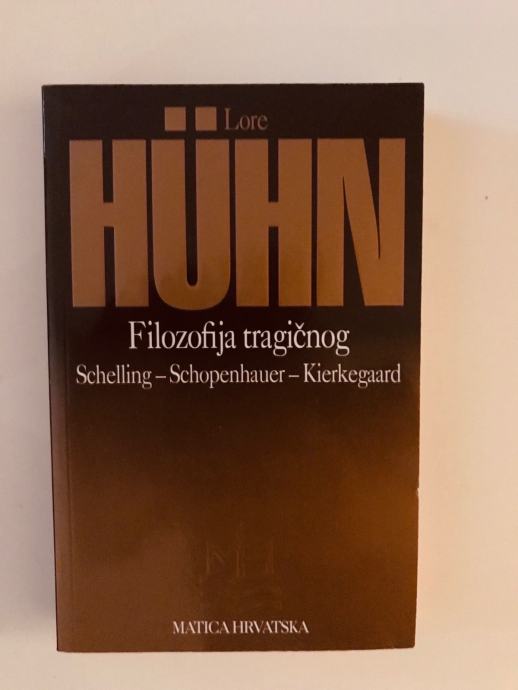 Lore
HÜHN
Filozofija tragičnog
Schelling – Schopenhauer – Kierkegaard
MATICA HRVATSKA